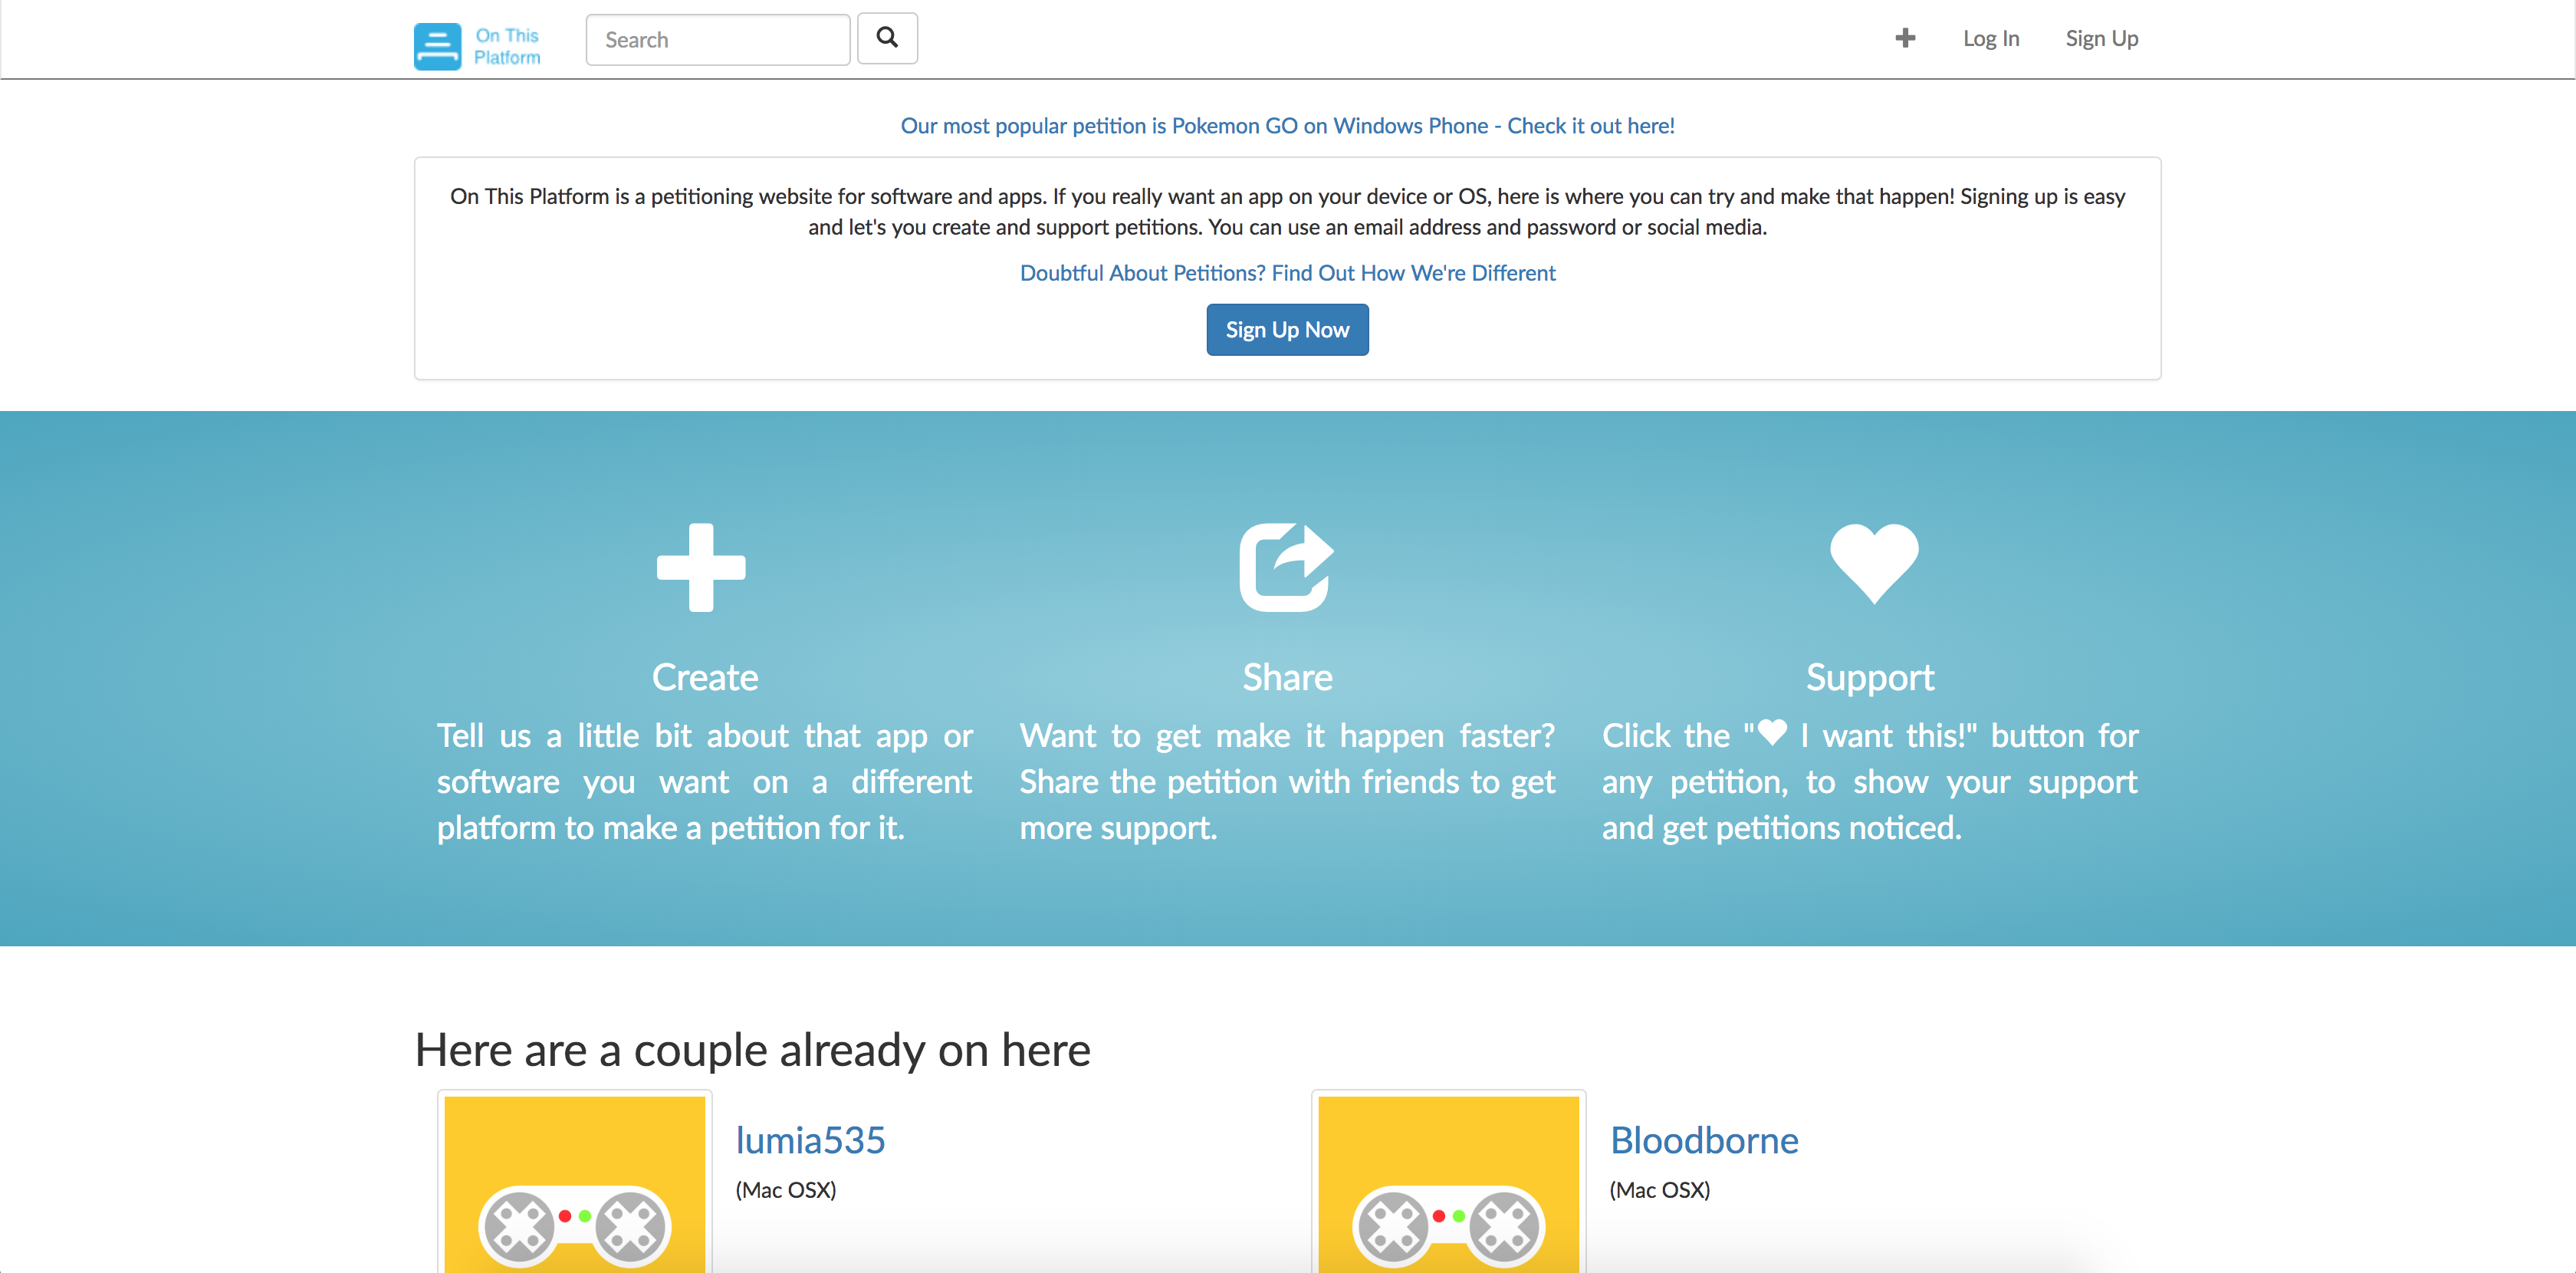 On This
Platform
Search
Log In
Sign Up
Our most popular petition is Pokemon GO on Windows Phone - Check it out here!
On This Platform is a petitioning website for software and apps. If you really want an app on your device or OS, here is where you can try and make that happen! Signing up is easy
and let's you create and support petitions. You can use an email address and password or social media.
Doubtful About Petitions? Find Out How We're Different
Sign Up Now
Create
Tell us a little bit about that app or
software you want on a different
platform to make a petition for it.
Share
Want to get make it happen faster?
Share the petition with friends to get
more support.
Support
Click the "♥ I want this!" button for
any petition, to show your support
and get petitions noticed.
Here are a couple already on here
lumia535
(Mac OSX)
Bloodborne
(Mac OSX)